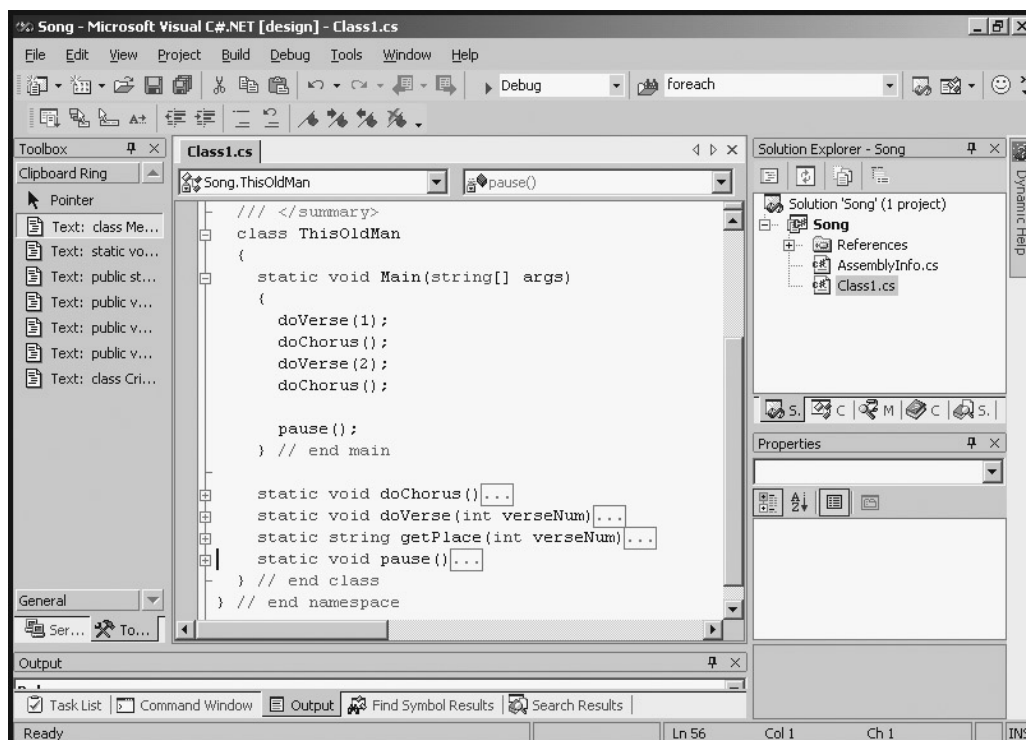 Song - Microsoft Visual C#.NET [design] - Class1.cs
File Edit View Project Build Debug Tools Window Help
Debug foreach
Toolbox
Clipboard Ring
Pointer
Text: class Me...
Text: static vo...
Text: public st...
Text: public v...
Text: public v...
Text: public v...
Text: class Cri...
General
Ser... To...
Class1.cs
Song.ThisOldMan pause()
/// </summary>
class ThisOldMan
{
static void Main(string[] args)
{
doVerse(1);
doChorus();
doVerse(2);
doChorus();
pause();
} // end main
static void doChorus()...
static void doVerse(int verseNum)...
static string getPlace(int verseNum)...
static void pause()...
} // end class
} // end namespace
Solution Explorer - Song
Solution 'Song' (1 project)
Song
References
AssemblyInfo.cs
Class1.cs
S. C M C S.
Properties
Dynamic Help
Output
Task List Command Window Output Find Symbol Results Search Results
Ready Ln 56 Col 1 Ch 1 INS